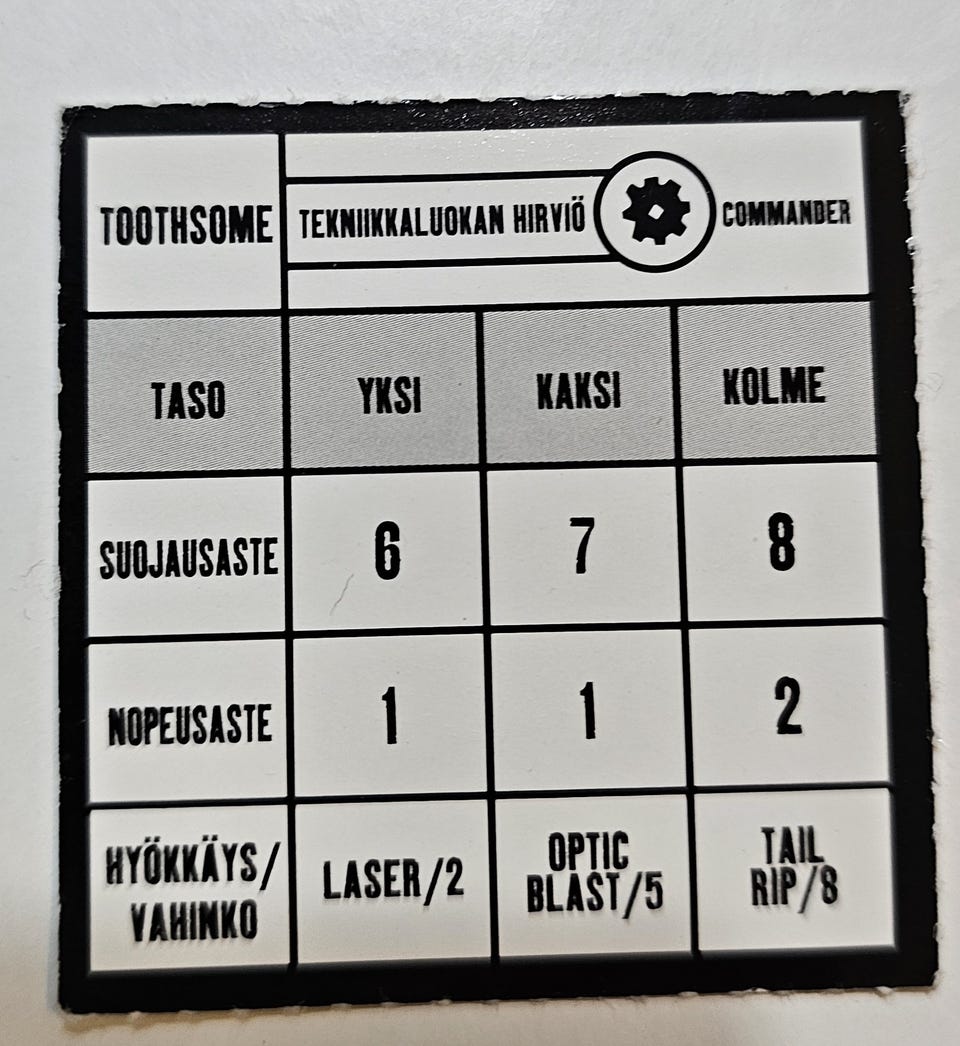 TOOTHSOME TEKNIIKKALUOKAN HIRVIÖ COMMANDER
TASO YKSI KAKSI KOLME
SUOJAUSASTE 6 7 8
NOPEUSASTE 1 1 2
HYÖKKÄYS/
VAHINKO
LASER/2
OPTIC
BLAST/5
TAIL
RIP/8